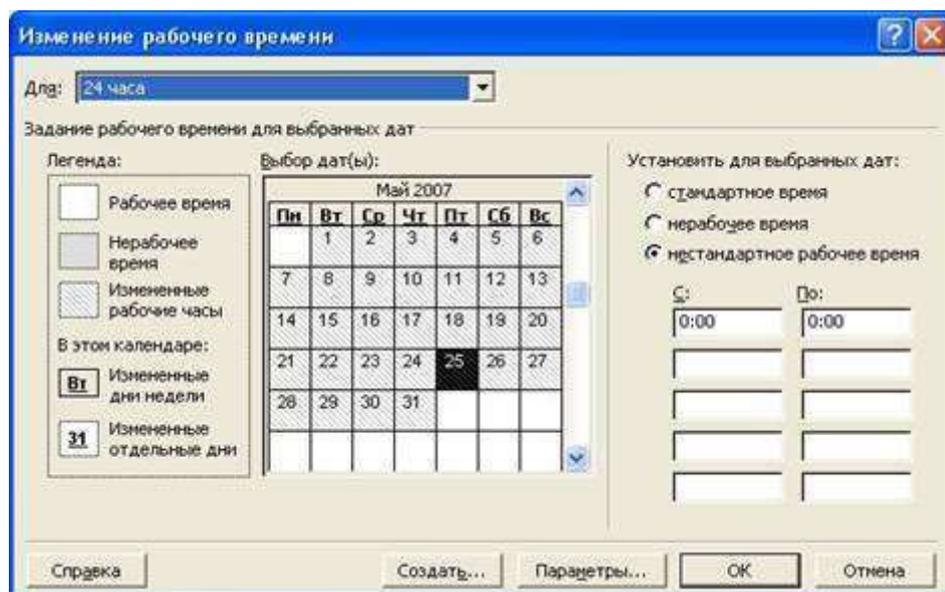 Изменение рабочего времени
Для: 24 часа
Задание рабочего времени для выбранных дат
Легенда:
Рабочее время
Нерабочее
время
Измененные
рабочие часы
В этом календаре:
Вт Измененные
дни недели
31 Измененные
отдельные дни
Выбор дат(ы):
Май 2007
Пн Вт Ср Чт Пт Сб Вс
1 2 3 4 5 6
7 8 9 10 11 12 13
14 15 16 17 18 19 20
21 22 23 24 25 26 27
28 29 30 31
Установить для выбранных дат:
стандартное время
нерабочее время
нестандартное рабочее время
С: По:
0:00 0:00
Справка Создать... Параметры... ОК Отмена